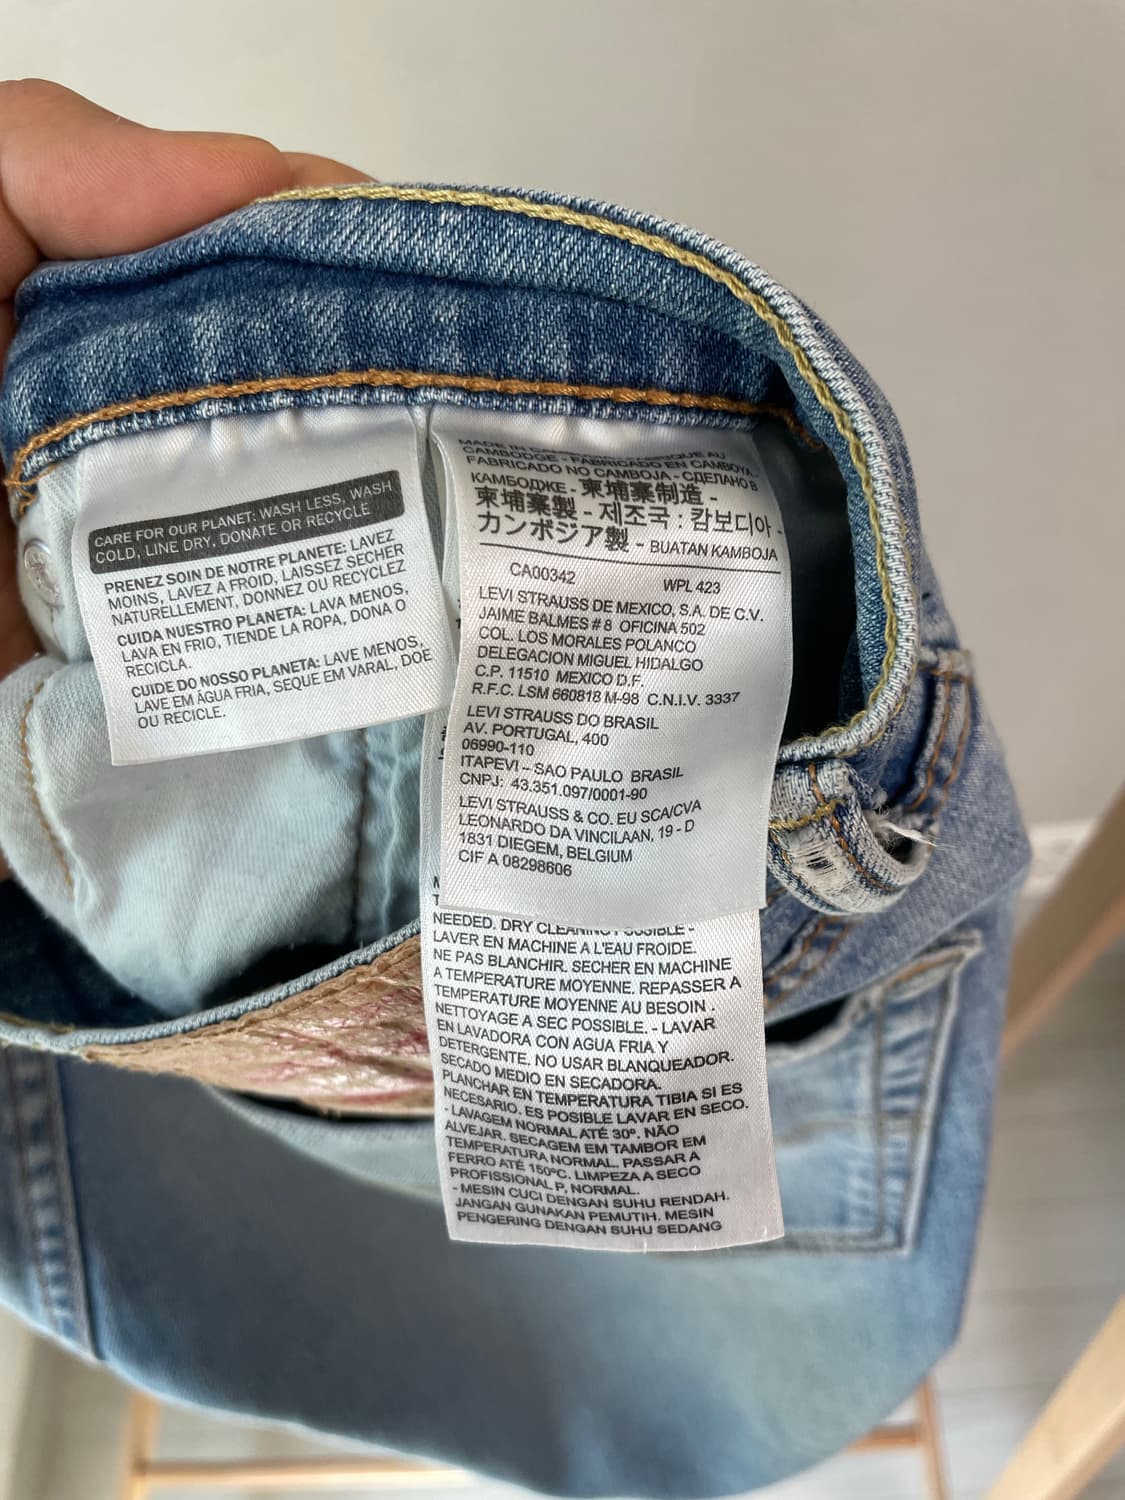 CARE FOR OUR PLANET: WASH LESS, WASH
COLD, LINE DRY, DONATE OR RECYCLE
PRENEZ SOIN DE NOTRE PLANETE: LAVEZ
MOINS, LAVEZ A FROID, LAISSEZ SECHER
NATURELLEMENT, DONNEZ OU RECYCLEZ
CUIDA NUESTRO PLANETA: LAVA MENOS,
LAVA EN FRIO, TIENDE LA ROPA, DONA O
RECICLA.
CUIDE DO NOSSO PLANETA: LAVE MENOS,
LAVE EM ÁGUA FRIA, SEQUE EM VARAL, DOE
OU RECICLE.
MADE IN
CAMBODGE - FABRICADO EN CAMBOYA -
FABRICADO NO CAMBOJA - СДЕЛАНО В
КАМБОДЖЕ - 柬埔寨制造 -
柬埔寨製 - 제조국 : 캄보디아 -
カンボジア製 - BUATAN KAMBOJA
CA00342 WPL 423
LEVI STRAUSS DE MEXICO, S.A. DE C.V.
JAIME BALMES # 8 OFICINA 502
COL. LOS MORALES POLANCO
DELEGACION MIGUEL HIDALGO
C.P. 11510 MEXICO D.F.
R.F.C. LSM 660818 M-98 C.N.I.V. 3337
LEVI STRAUSS DO BRASIL
AV. PORTUGAL, 400
06990-110
ITAPEVI - SAO PAULO BRASIL
CNPJ: 43.351.097/0001-90
LEVI STRAUSS & CO. EU SCA/CVA
LEONARDO DA VINCILAAN, 19 - D
1831 DIEGEM, BELGIUM
CIF A 08298606
NEEDED. DRY CLEANING POSSIBLE -
LAVER EN MACHINE A L'EAU FROIDE.
NE PAS BLANCHIR. SECHER EN MACHINE
A TEMPERATURE MOYENNE. REPASSER A
TEMPERATURE MOYENNE AU BESOIN .
NETTOYAGE A SEC POSSIBLE. - LAVAR
EN LAVADORA CON AGUA FRIA Y
DETERGENTE. NO USAR BLANQUEADOR.
SECADO MEDIO EN SECADORA.
PLANCHAR EN TEMPERATURA TIBIA SI ES
NECESARIO. ES POSIBLE LAVAR EN SECO.
- LAVAGEM NORMAL ATÉ 30º. NÃO
ALVEJAR. SECAGEM EM TAMBOR EM
TEMPERATURA NORMAL. PASSAR A
FERRO ATÉ 150ºC. LIMPEZA A SECO
PROFISSIONAL P, NORMAL.
- MESIN CUCI DENGAN SUHU RENDAH.
JANGAN GUNAKAN PEMUTIH. MESIN
PENGERING DENGAN SUHU SEDANG